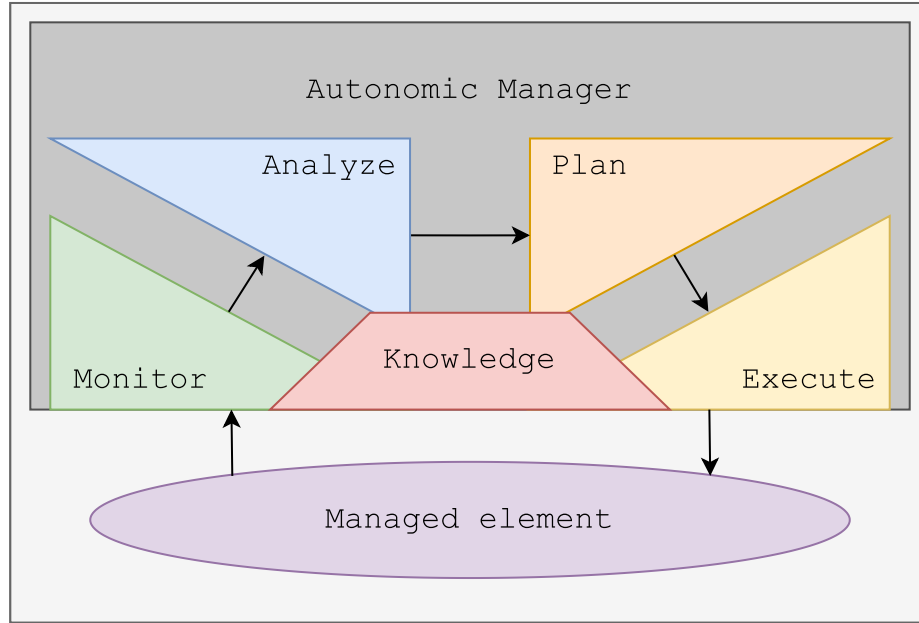 Autonomic Manager
Analyze
Plan
Knowledge
Monitor
Execute
Managed element